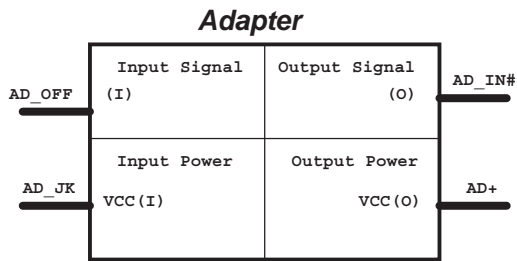 Adapter
Input Signal Output Signal
AD_OFF (I) (O) AD_IN#
Input Power Output Power
AD_JK VCC(I) VCC(O) AD+